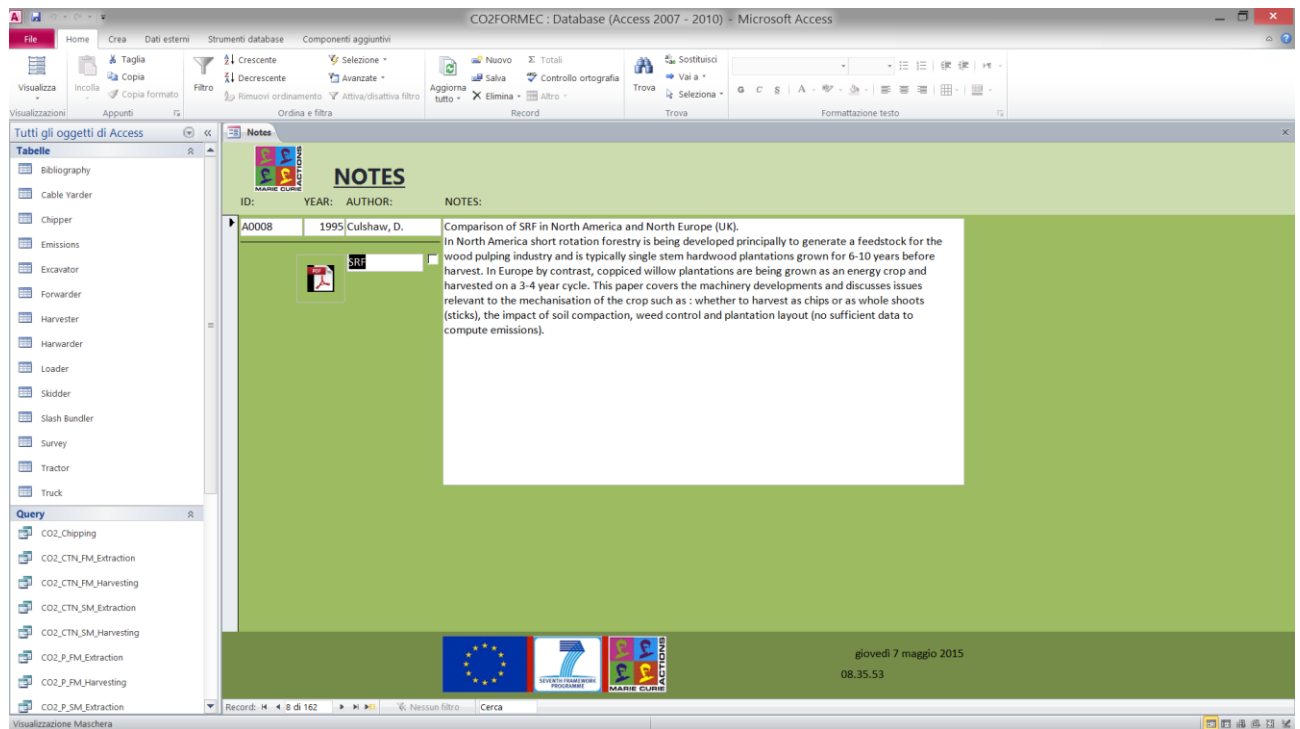 CO2FORMEC : Database (Access 2007 - 2010) - Microsoft Access
File Home Crea Dati esterni Strumenti database Componenti aggiuntivi
Visualizza
Visualizzazioni
Incolla
Taglia
Copia
Copia formato
Appunti
Filtro
Crescente
Decrescente
Rimuovi ordinamento
Selezione
Avanzate
Attiva/disattiva filtro
Ordina e filtra
Aggiorna
tutto
Nuovo
Salva
Elimina
Σ Totali
Controllo ortografia
Altro
Record
Trova
Sostituisci
Vai a
Seleziona
Trova
G C S A
Formattazione testo
Tutti gli oggetti di Access
Tabelle
Bibliography
Cable Yarder
Chipper
Emissions
Excavator
Forwarder
Harvester
Harwarder
Loader
Skidder
Slash Bundler
Survey
Tractor
Truck
Query
CO2_Chipping
CO2_CTN_FM_Extraction
CO2_CTN_FM_Harvesting
CO2_CTN_SM_Extraction
CO2_CTN_SM_Harvesting
CO2_P_FM_Extraction
CO2_P_FM_Harvesting
CO2_P_SM_Extraction
Notes
MARIE CURIE
ACTIONS
NOTES
ID: YEAR: AUTHOR: NOTES:
A0008 1995 Culshaw, D.
PDF
SRF
Comparison of SRF in North America and North Europe (UK).
In North America short rotation forestry is being developed principally to generate a feedstock for the
wood pulping industry and is typically single stem hardwood plantations grown for 6-10 years before
harvest. In Europe by contrast, coppiced willow plantations are being grown as an energy crop and
harvested on a 3-4 year cycle. This paper covers the machinery developments and discusses issues
relevant to the mechanisation of the crop such as : whether to harvest as chips or as whole shoots
(sticks), the impact of soil compaction, weed control and plantation layout (no sufficient data to
compute emissions).
SEVENTH FRAMEWORK
PROGRAMME
MARIE CURIE
ACTIONS
giovedì 7 maggio 2015
08.35.53
Record: 8 di 162 Nessun filtro Cerca
Visualizzazione Maschera